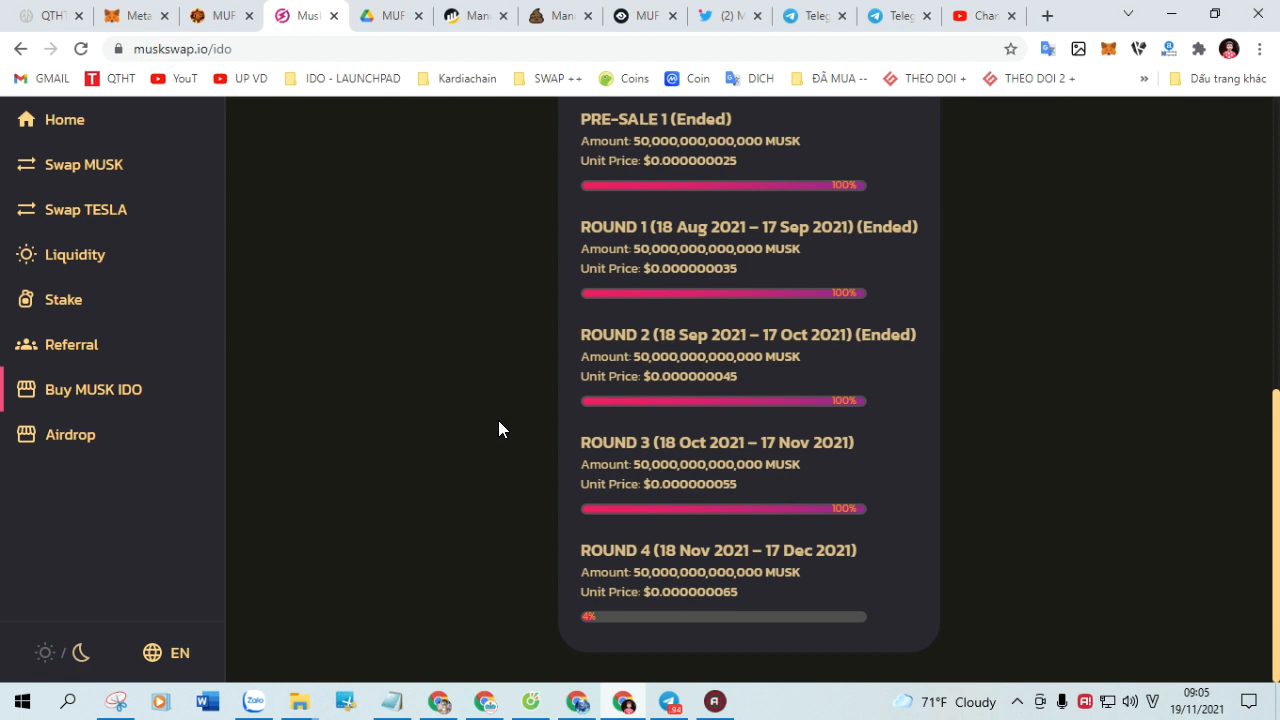 QTHT
Meta
MUF
Musk
MUF
Mand
Mand
MUF
(2) M
Teleg
Teleg
Chan
muskswap.io/ido
GMAIL
QTHT
YouT
UP VD
IDO - LAUNCHPAD
Kardiachain
SWAP ++
Coins
Coin
DICH
ĐÃ MUA --
THEO DOI +
THEO DOI 2 +
»
Dấu trang khác
Home
Swap MUSK
Swap TESLA
Liquidity
Stake
Referral
Buy MUSK IDO
Airdrop
/
EN
PRE-SALE 1 (Ended)
Amount: 50,000,000,000,000 MUSK
Unit Price: $0.000000025
100%
ROUND 1 (18 Aug 2021 – 17 Sep 2021) (Ended)
Amount: 50,000,000,000,000 MUSK
Unit Price: $0.000000035
100%
ROUND 2 (18 Sep 2021 – 17 Oct 2021) (Ended)
Amount: 50,000,000,000,000 MUSK
Unit Price: $0.000000045
100%
ROUND 3 (18 Oct 2021 – 17 Nov 2021)
Amount: 50,000,000,000,000 MUSK
Unit Price: $0.000000055
100%
ROUND 4 (18 Nov 2021 – 17 Dec 2021)
Amount: 50,000,000,000,000 MUSK
Unit Price: $0.000000065
4%
Zalo
94
71°F Cloudy
09:05
19/11/2021